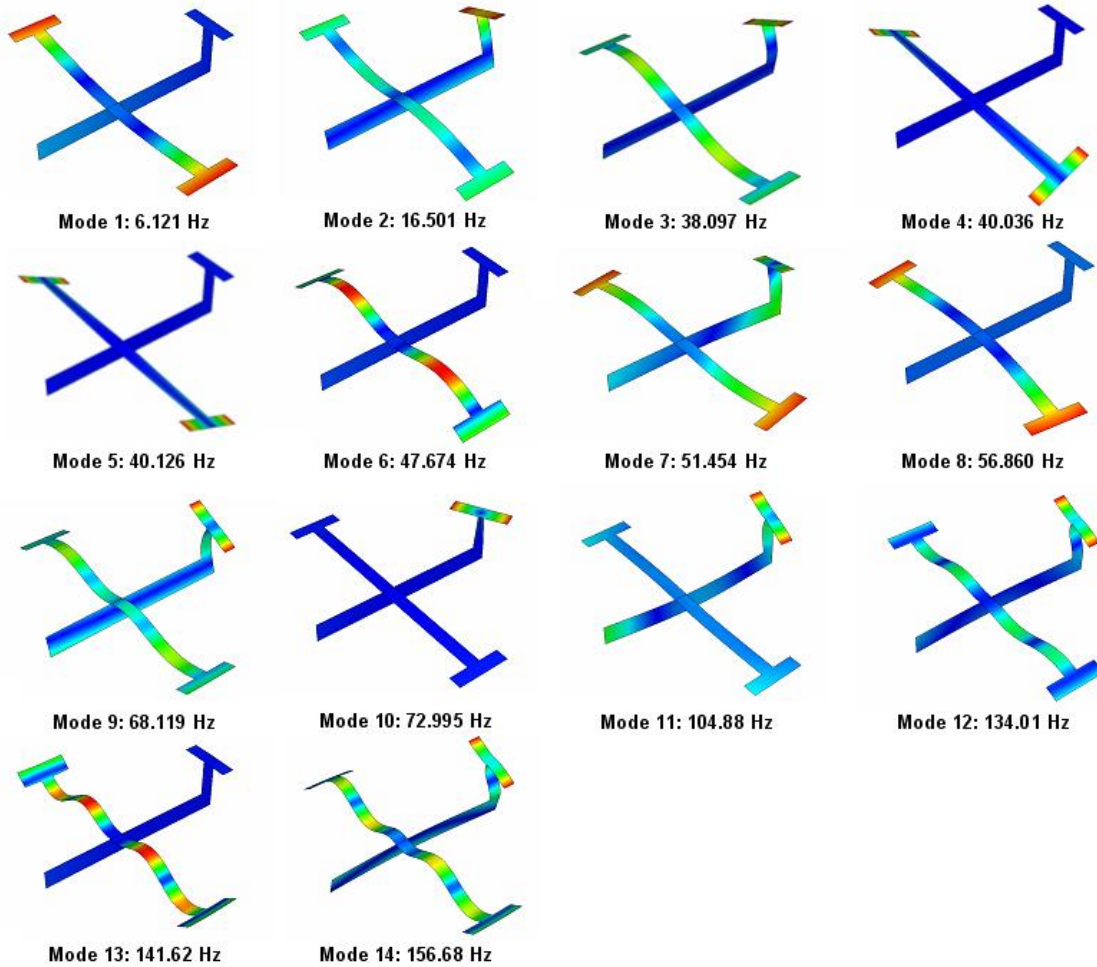 Mode 1: 6.121 Hz
Mode 2: 16.501 Hz
Mode 3: 38.097 Hz
Mode 4: 40.036 Hz
Mode 5: 40.126 Hz
Mode 6: 47.674 Hz
Mode 7: 51.454 Hz
Mode 8: 56.860 Hz
Mode 9: 68.119 Hz
Mode 10: 72.995 Hz
Mode 11: 104.88 Hz
Mode 12: 134.01 Hz
Mode 13: 141.62 Hz
Mode 14: 156.68 Hz